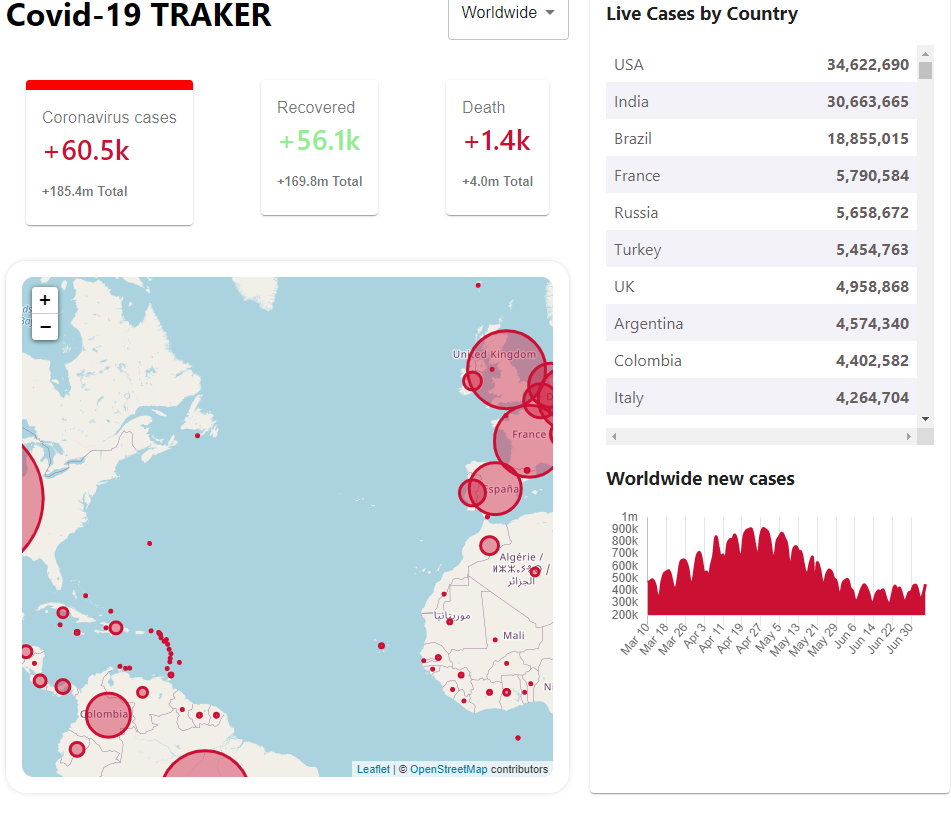 Covid-19 TRAKER
Worldwide
Coronavirus cases
+60.5k
+185.4m Total
Recovered
+56.1k
+169.8m Total
Death
+1.4k
+4.0m Total
+
−
United Kingdom
France
España
Algérie /
الجزائر
موريتانيا
Mali
Colombia
Leaflet | © OpenStreetMap contributors
Live Cases by Country
USA 34,622,690
India 30,663,665
Brazil 18,855,015
France 5,790,584
Russia 5,658,672
Turkey 5,454,763
UK 4,958,868
Argentina 4,574,340
Colombia 4,402,582
Italy 4,264,704
Worldwide new cases
1m
900k
800k
700k
600k
500k
400k
300k
200k
Mar 10
Mar 18
Mar 26
Apr 3
Apr 11
Apr 19
Apr 27
May 5
May 13
May 21
May 29
Jun 6
Jun 14
Jun 22
Jun 30